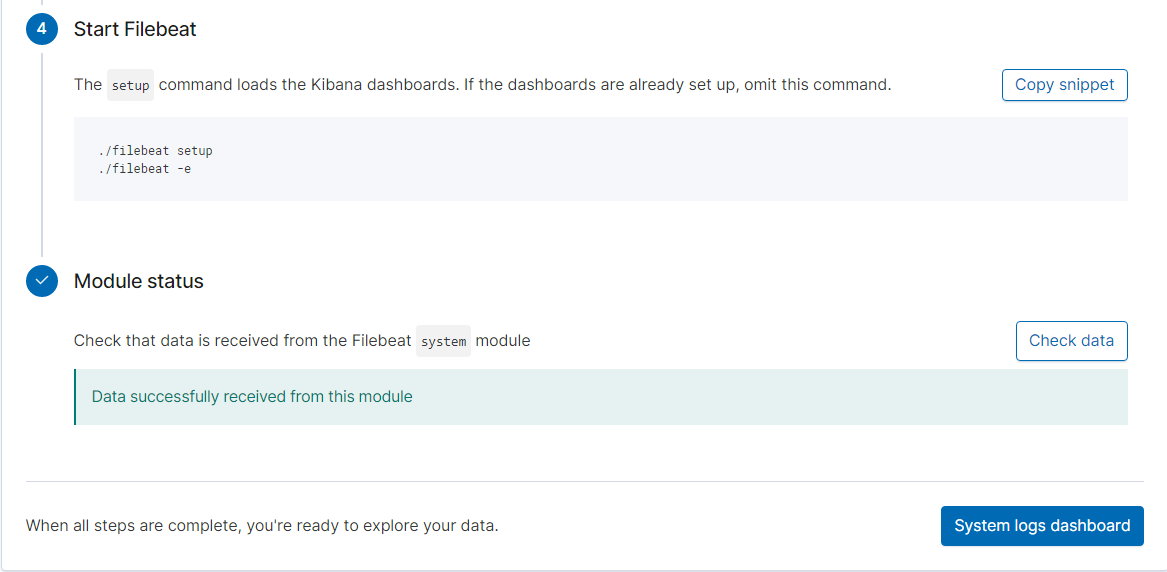 4 Start Filebeat
The setup command loads the Kibana dashboards. If the dashboards are already set up, omit this command.
Copy snippet
./filebeat setup
./filebeat -e
Module status
Check that data is received from the Filebeat system module
Check data
Data successfully received from this module
When all steps are complete, you're ready to explore your data.
System logs dashboard